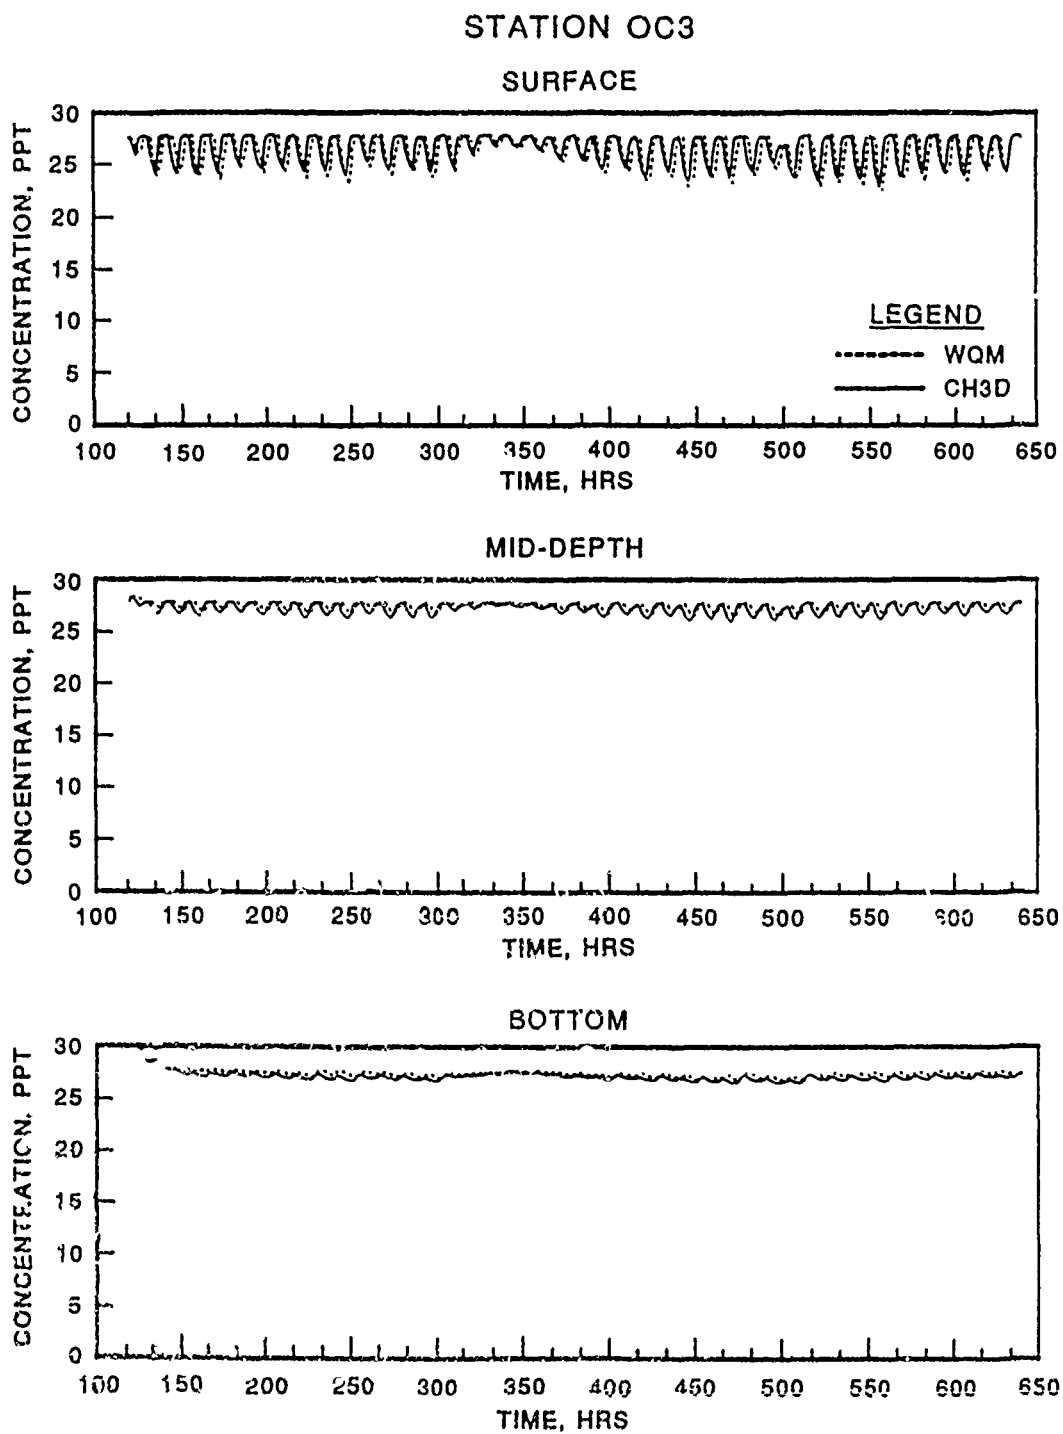 STATION OC3
SURFACE
CONCENTRATION, PPT
30
25
20
15
10
5
0
LEGEND
WQM
CH3D
100 150 200 250 300 350 400 450 500 550 600 650
TIME, HRS
MID-DEPTH
CONCENTRATION, PPT
30
25
20
15
10
5
0
100 150 200 250 300 350 400 450 500 550 600 650
TIME, HRS
BOTTOM
CONCENTRATION, PPT
30
25
20
15
10
5
0
100 150 200 250 300 350 400 450 500 550 600 650
TIME, HRS